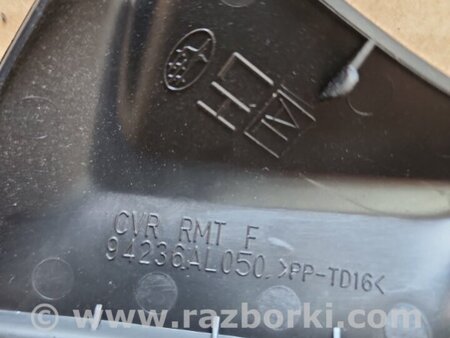 CVR RMT F
94236AL050 >PP-TD16<
© www.razborki.com